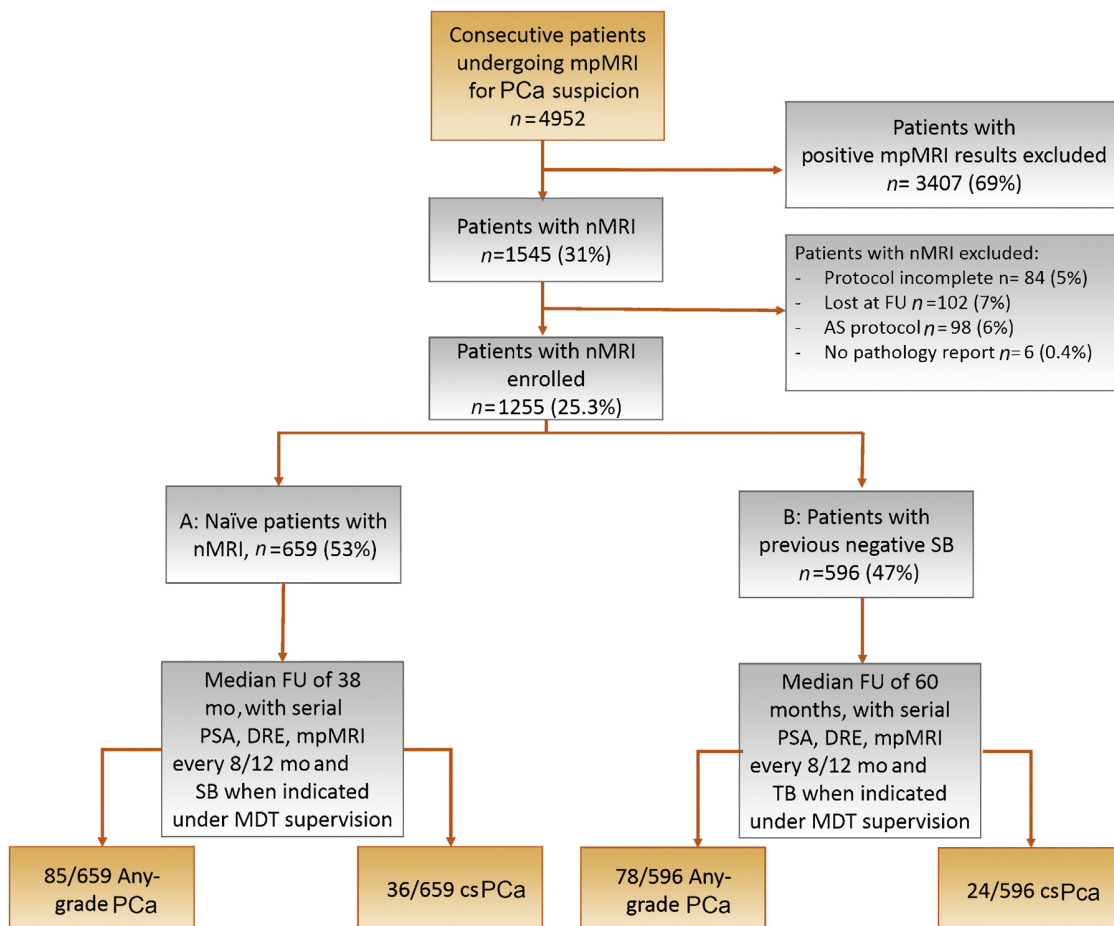 Consecutive patients
undergoing mpMRI
for PCa suspicion
n=4952
Patients with
positive mpMRI results excluded
n= 3407 (69%)
Patients with nMRI
n=1545 (31%)
Patients with nMRI excluded:
- Protocol incomplete n= 84 (5%)
- Lost at FU n=102 (7%)
- AS protocol n=98 (6%)
- No pathology report n=6 (0.4%)
Patients with nMRI
enrolled
n=1255 (25.3%)
A: Naïve patients with
nMRI, n=659 (53%)
B: Patients with
previous negative SB
n=596 (47%)
Median FU of 38
mo, with serial
PSA, DRE, mpMRI
every 8/12 mo and
SB when indicated
under MDT supervision
Median FU of 60
months, with serial
PSA, DRE, mpMRI
every 8/12 mo and
TB when indicated
under MDT supervision
85/659 Any-
grade PCa
36/659 csPCa
78/596 Any-
grade PCa
24/596 csPCa